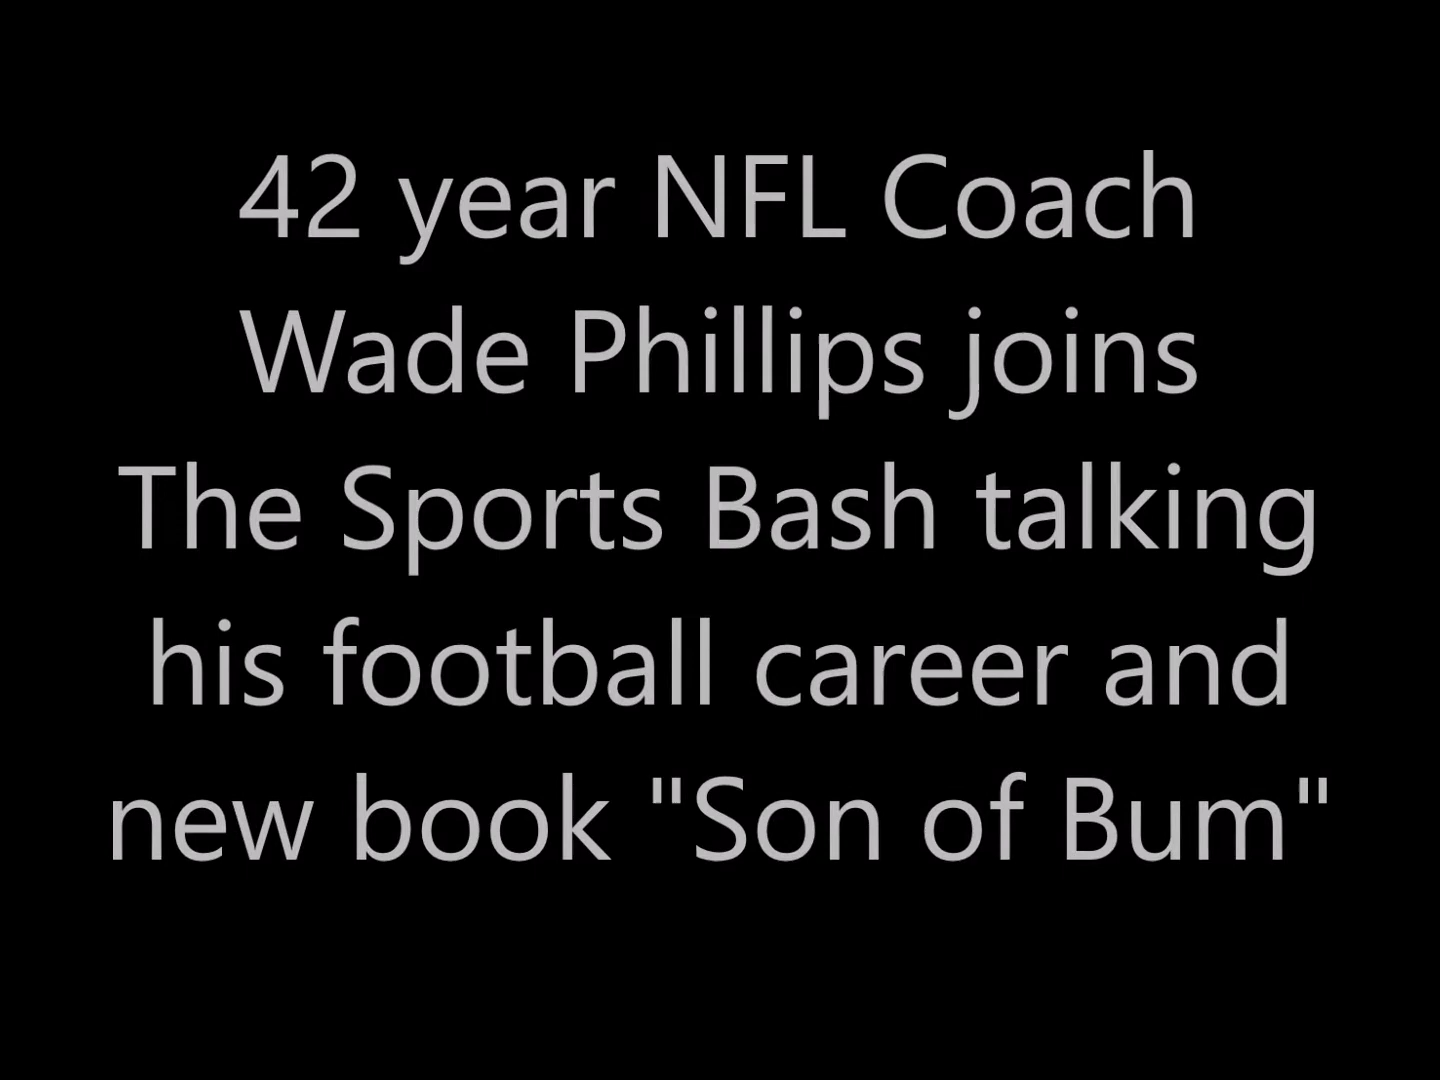 42 year NFL Coach
Wade Phillips joins
The Sports Bash talking
his football career and
new book "Son of Bum"